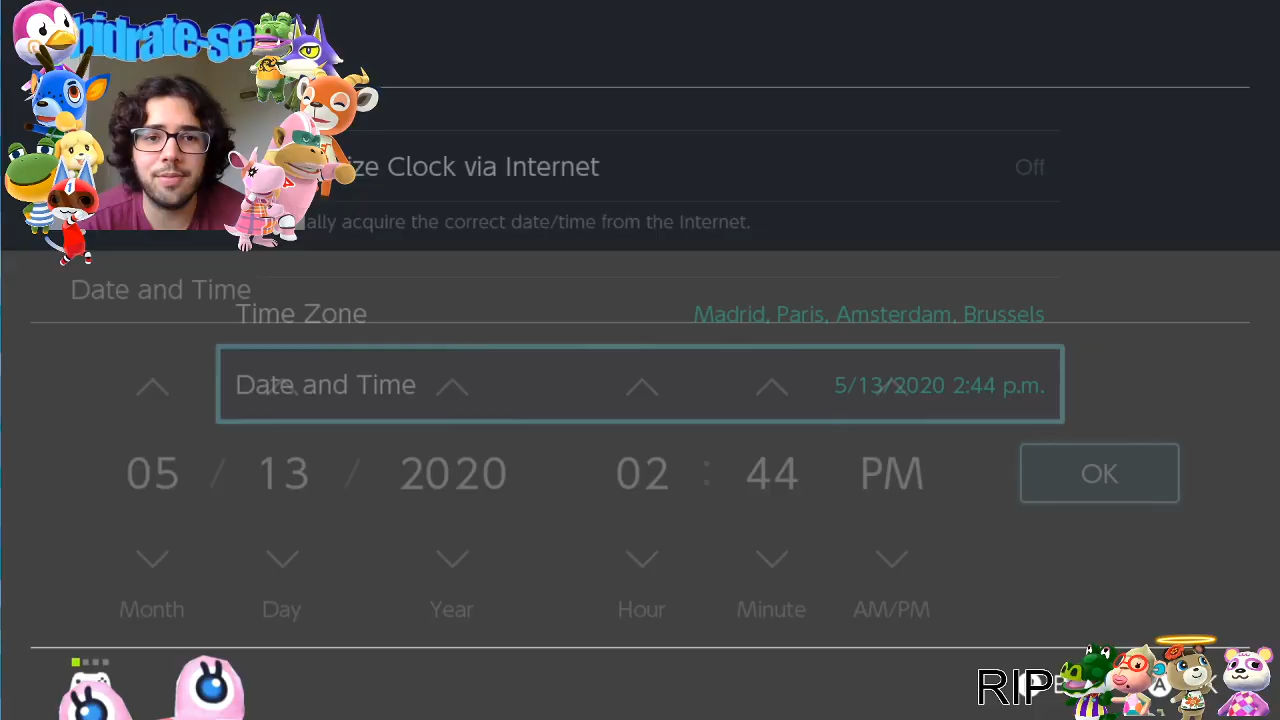 hidrate-se
ize Clock via Internet Off
ally acquire the correct date/time from the Internet.
Date and Time
Time Zone Madrid, Paris, Amsterdam, Brussels
Date and Time 5/13/2020 2:44 p.m.
05 / 13 / 2020 02 : 44 PM OK
Month Day Year Hour Minute AM/PM
RIP
A